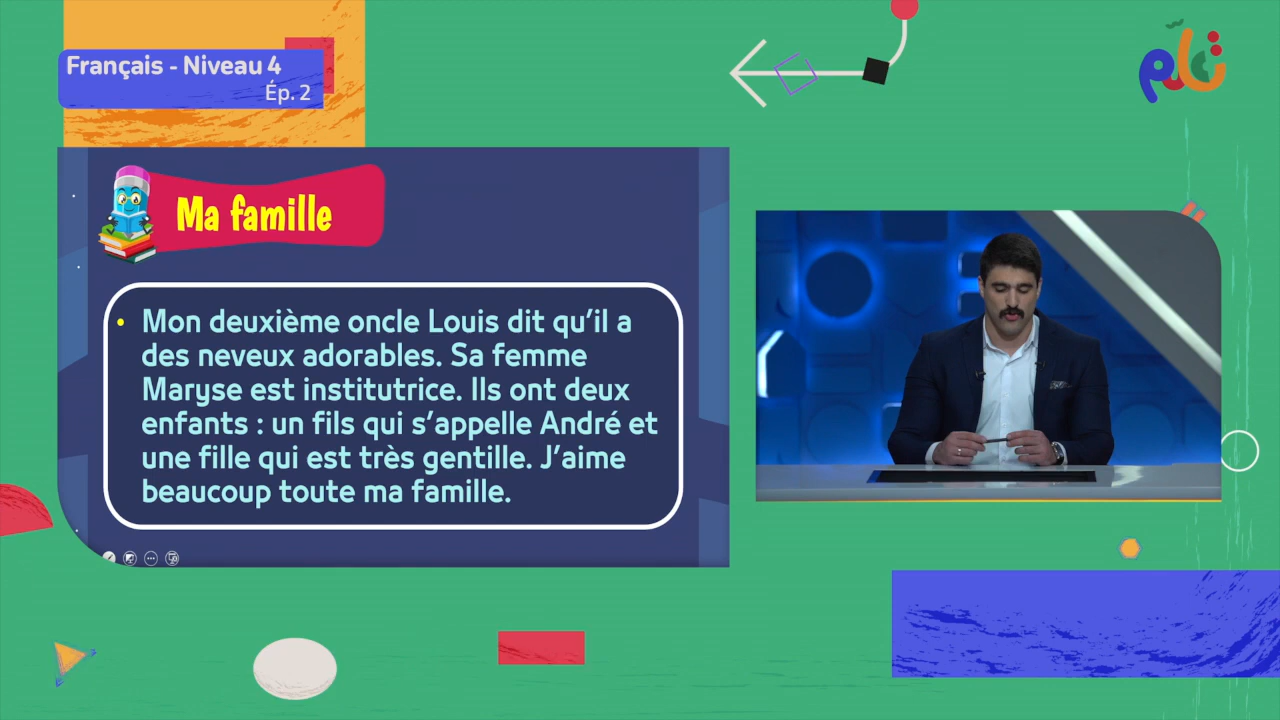 Français - Niveau 4
Ép. 2
Ma famille
Mon deuxième oncle Louis dit qu'il a
des neveux adorables. Sa femme
Maryse est institutrice. Ils ont deux
enfants : un fils qui s'appelle André et
une fille qui est très gentille. J'aime
beaucoup toute ma famille.